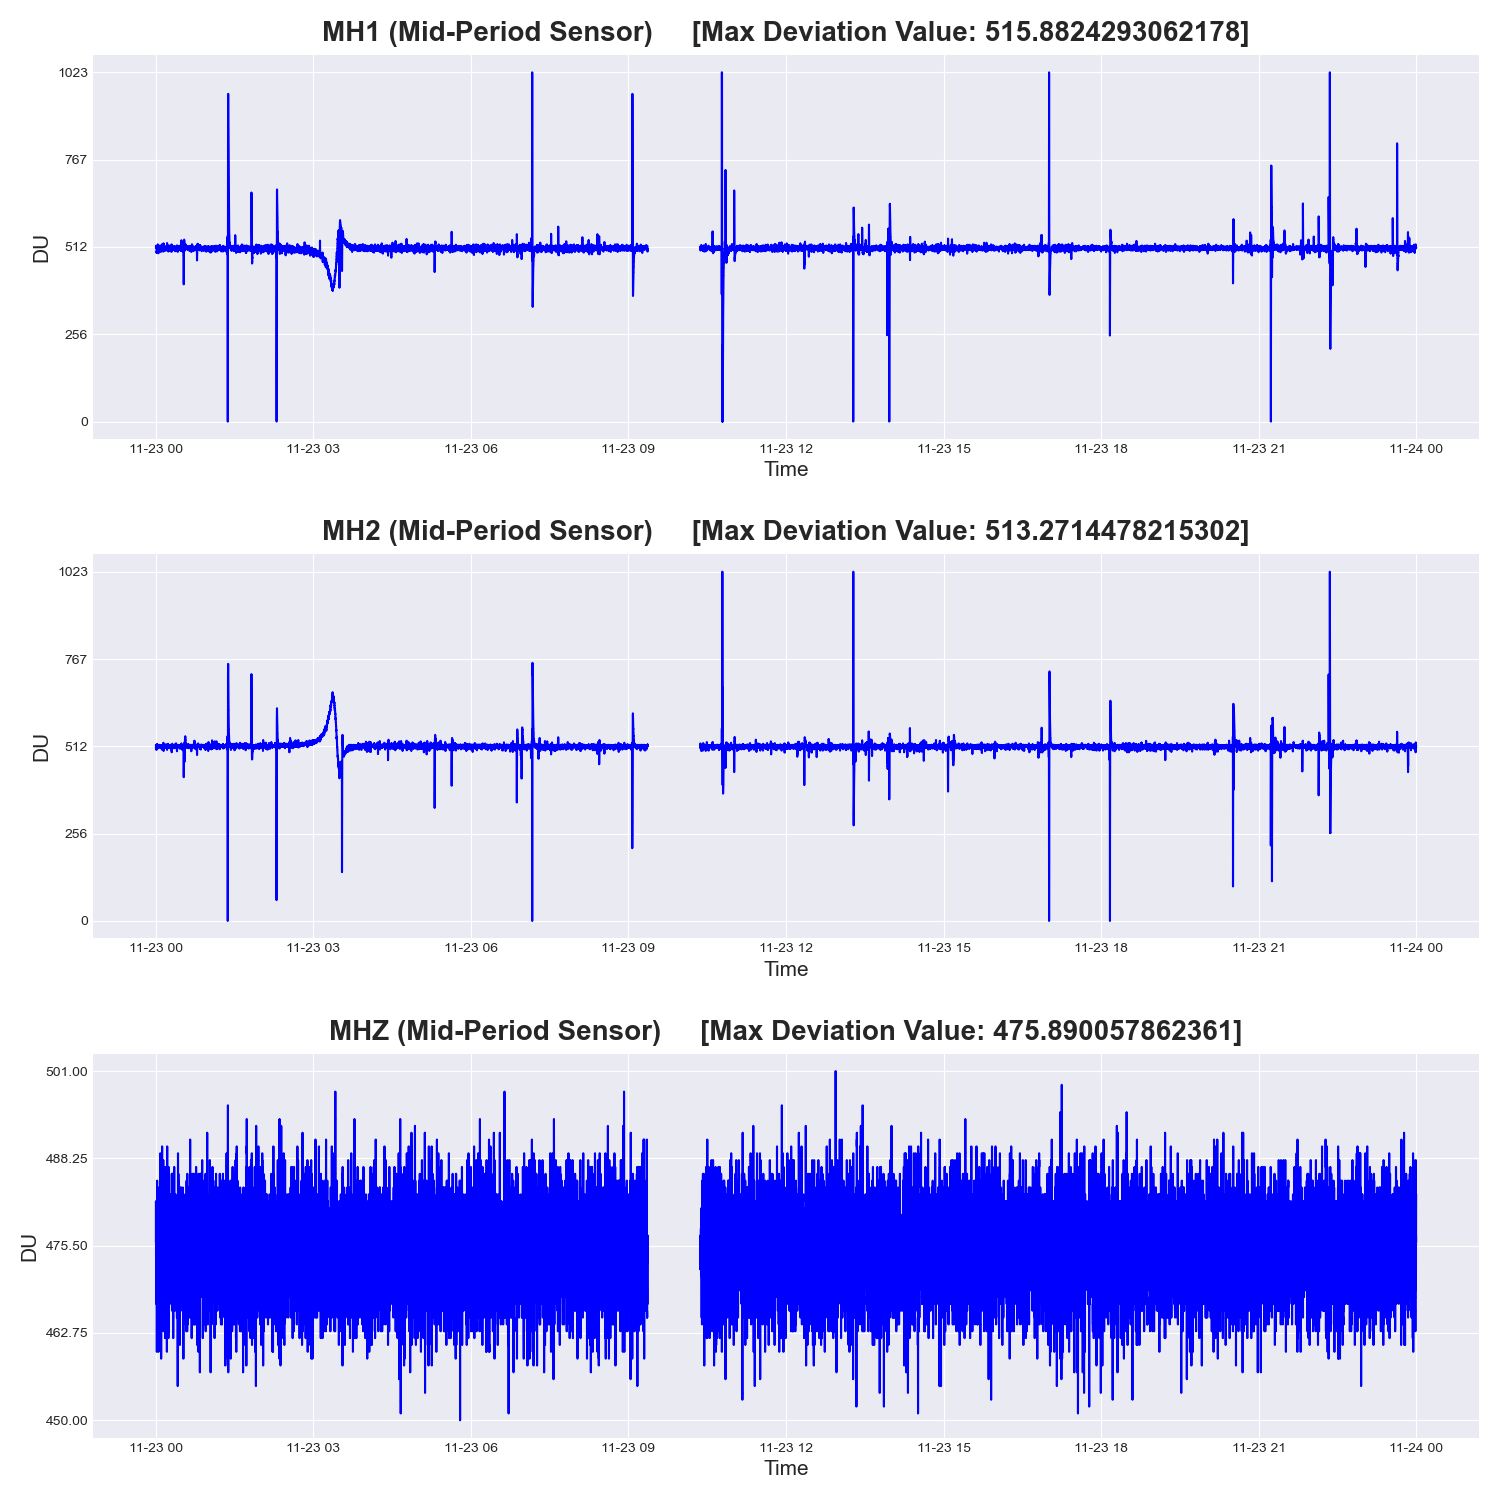 MH1 (Mid-Period Sensor) [Max Deviation Value: 515.8824293062178]
1023
767
512
256
0
DU
11-23 00 11-23 03 11-23 06 11-23 09 11-23 12 11-23 15 11-23 18 11-23 21 11-24 00
Time
MH2 (Mid-Period Sensor) [Max Deviation Value: 513.2714478215302]
1023
767
512
256
0
DU
11-23 00 11-23 03 11-23 06 11-23 09 11-23 12 11-23 15 11-23 18 11-23 21 11-24 00
Time
MHZ (Mid-Period Sensor) [Max Deviation Value: 475.890057862361]
501.00
488.25
475.50
462.75
450.00
DU
11-23 00 11-23 03 11-23 06 11-23 09 11-23 12 11-23 15 11-23 18 11-23 21 11-24 00
Time